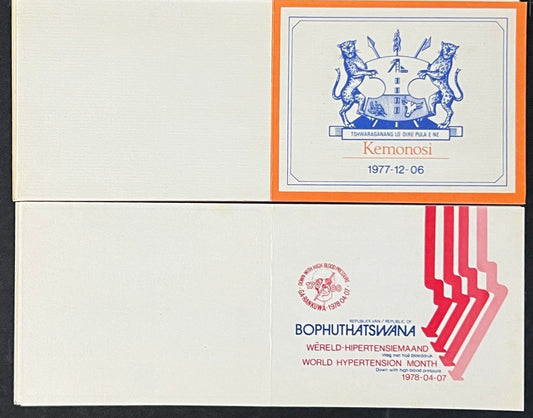 TSHWARAGANANG LO DIRE PULA E NE
Kemonosi
1977-12-06
DOWN WITH HIGH BLOOD PRESSURE
GA-RANKUWA 1978-04-07
REPUBLIEK VAN / REPUBLIC OF
BOPHUTHATSWANA
WÊRELD-HIPERTENSIEMAAND
Weg met hoë bloeddruk
WORLD HYPERTENSION MONTH
Down with high blood pressure
1978-04-07